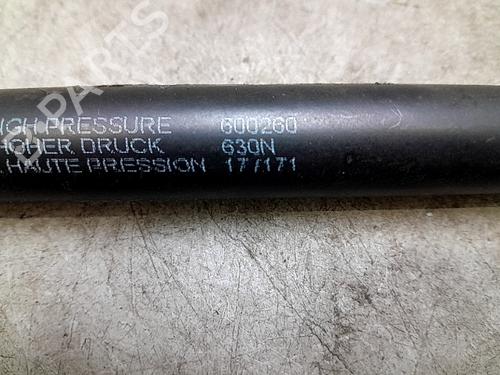 HIGH PRESSURE 600260
HOHER DRUCK 630N
HAUTE PRESSION 17/171